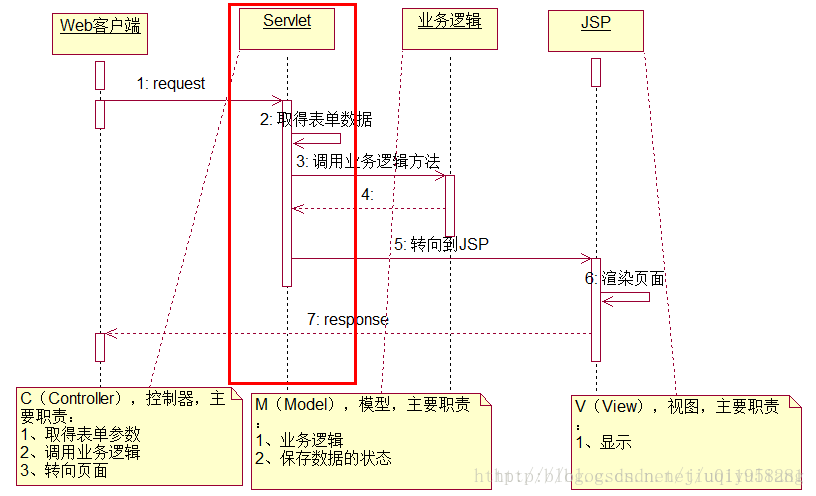 Web客户端
Servlet
业务逻辑
JSP
1: request
2: 取得表单数据
3: 调用业务逻辑方法
4:
5: 转向到JSP
6: 渲染页面
7: response
C（Controller），控制器，主
要职责：
1、取得表单参数
2、调用业务逻辑
3、转向页面
M（Model），模型，主要职责
：
1、业务逻辑
2、保存数据的状态
V（View），视图，主要职责
：
1、显示